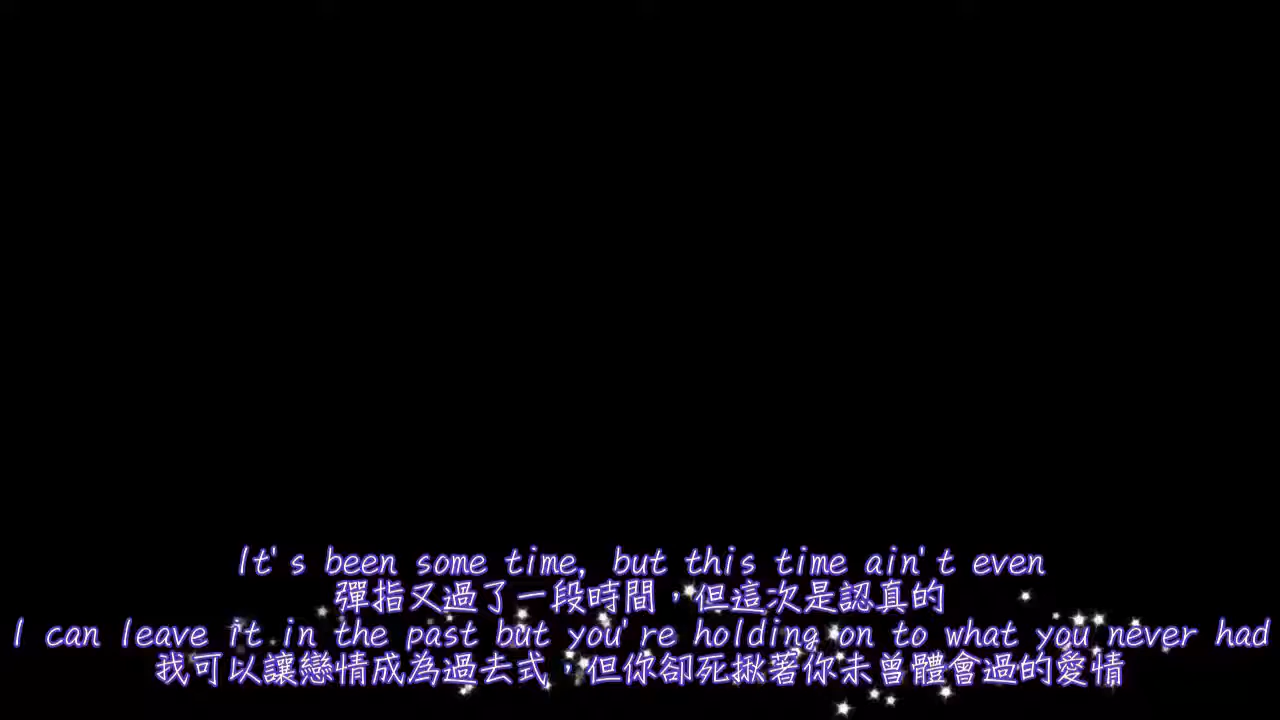 It's been some time, but this time ain't even
彈指又過了一段時間，但這次是認真的
I can leave it in the past but you're holding on to what you never had
我可以讓戀情成為過去式，但你卻死揪著你未曾體會過的愛情